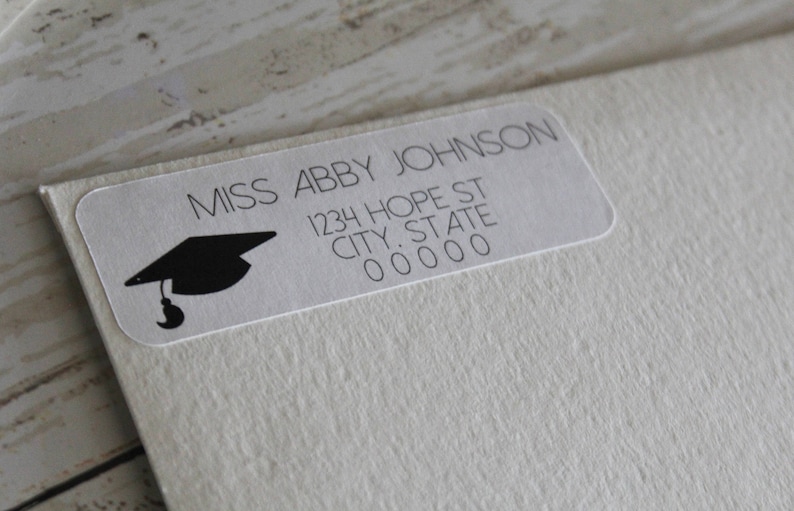 MISS ABBY JOHNSON
1234 HOPE ST
CITY. STATE
00000